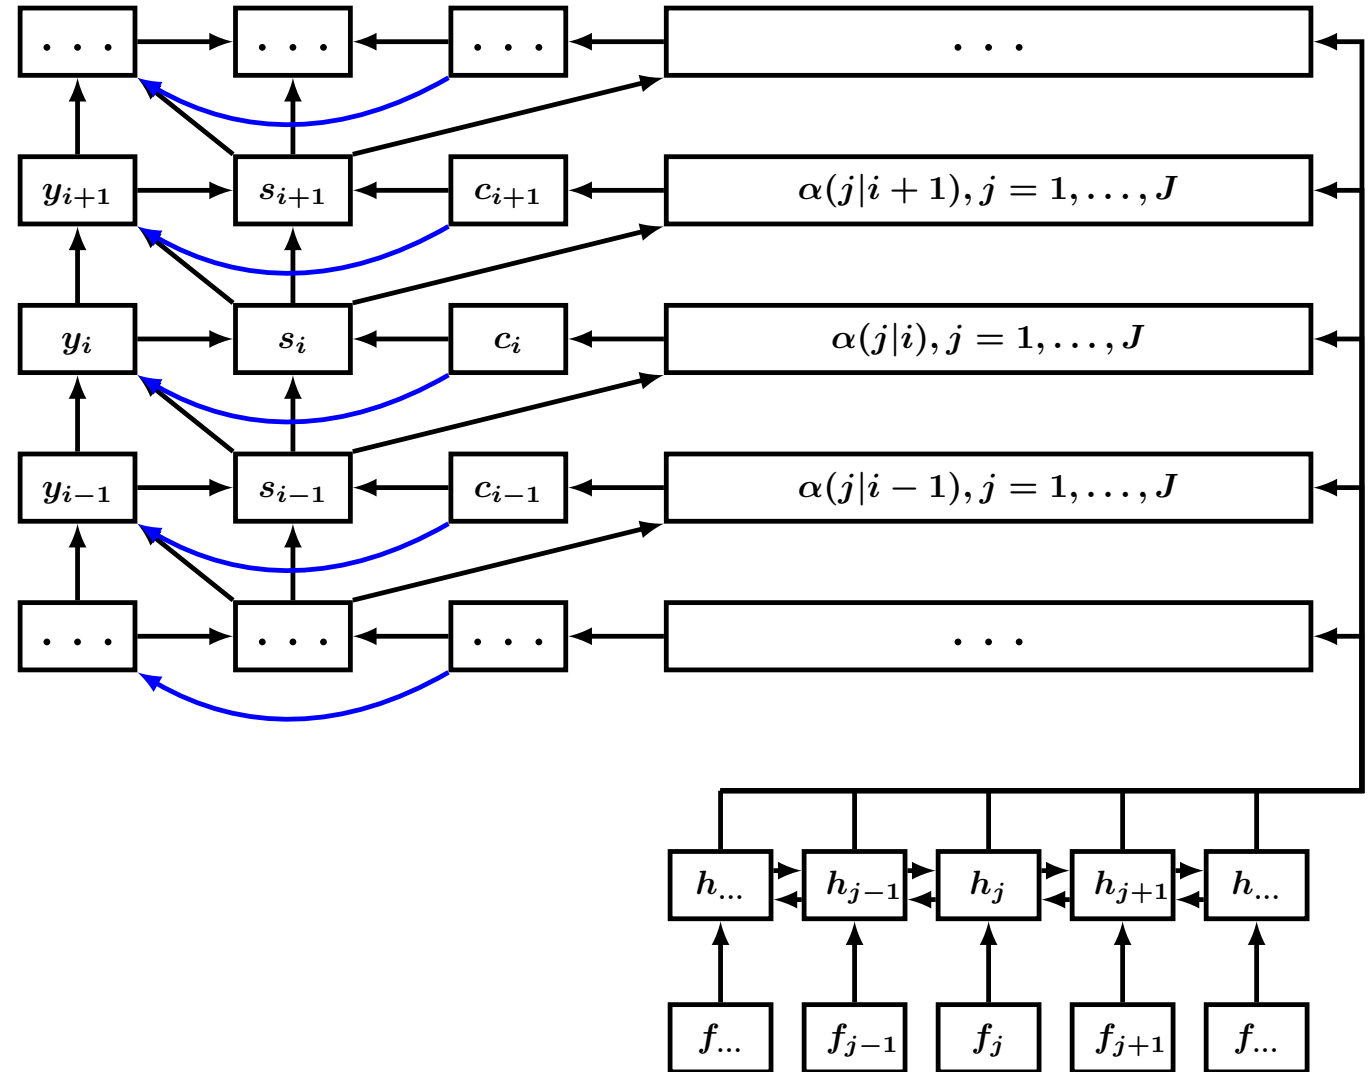 . . . . . . . . . . . .
y_{i+1} s_{i+1} c_{i+1} α(j|i + 1), j = 1, . . . , J
y_i s_i c_i α(j|i), j = 1, . . . , J
y_{i−1} s_{i−1} c_{i−1} α(j|i − 1), j = 1, . . . , J
. . . . . . . . . . . .
h_{...} h_{j−1} h_j h_{j+1} h_{...}
f_{...} f_{j−1} f_j f_{j+1} f_{...}